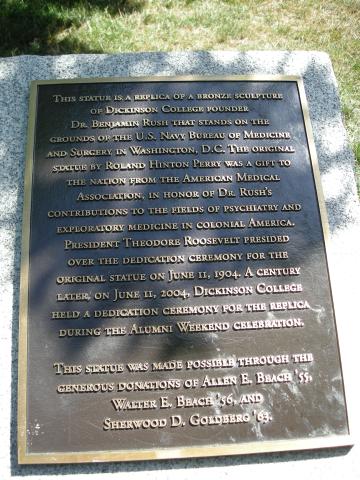 This statue is a replica of a bronze sculpture
of Dickinson College founder
Dr. Benjamin Rush that stands on the
grounds of the U.S. Navy Bureau of Medicine
and Surgery in Washington, D.C. The original
statue by Roland Hinton Perry was a gift to
the nation from the American Medical
Association, in honor of Dr. Rush's
contributions to the fields of psychiatry and
exploratory medicine in colonial America.
President Theodore Roosevelt presided
over the dedication ceremony for the
original statue on June 11, 1904. A century
later, on June 11, 2004, Dickinson College
held a dedication ceremony for the replica
during the Alumni Weekend celebration.
This statue was made possible through the
generous donations of Allen E. Beach '55,
Walter E. Beach '56, and
Sherwood D. Goldberg '63.